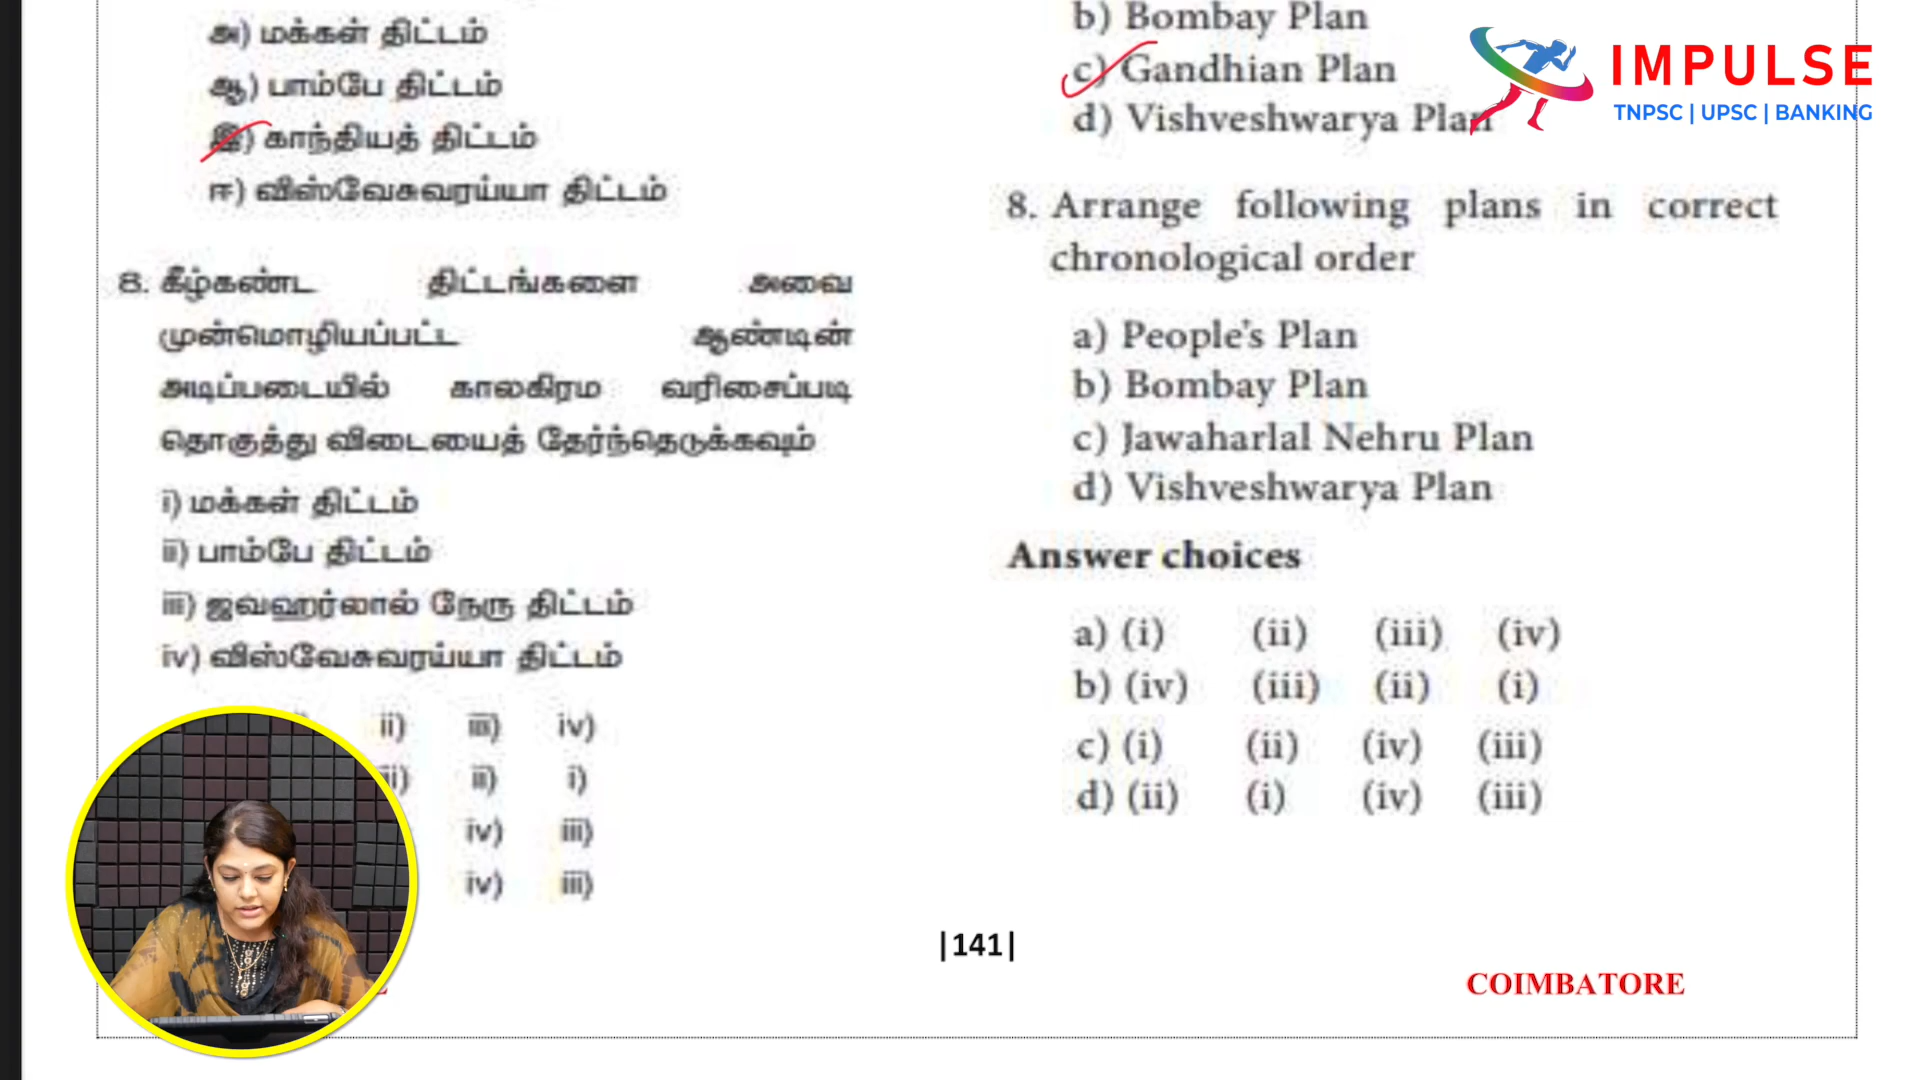 அ) மக்கள் திட்டம்
ஆ) பாம்பே திட்டம்
இ) காந்தியத் திட்டம்
ஈ) விஸ்வேசுவரய்யா திட்டம்
8. கீழ்கண்ட திட்டங்களை அவை
முன்மொழியப்பட்ட ஆண்டின்
அடிப்படையில் காலகிரம வரிசைப்படி
தொகுத்து விடையைத் தேர்ந்தெடுக்கவும்
i) மக்கள் திட்டம்
ii) பாம்பே திட்டம்
iii) ஜவஹர்லால் நேரு திட்டம்
iv) விஸ்வேசுவரய்யா திட்டம்
ii) iii) iv)
ii) i)
iv) iii)
iv) iii)
b) Bombay Plan
c) Gandhian Plan
d) Vishveshwarya Plan
8. Arrange following plans in correct
chronological order
a) People's Plan
b) Bombay Plan
c) Jawaharlal Nehru Plan
d) Vishveshwarya Plan
Answer choices
a) (i) (ii) (iii) (iv)
b) (iv) (iii) (ii) (i)
c) (i) (ii) (iv) (iii)
d) (ii) (i) (iv) (iii)
|141|
COIMBATORE
IMPULSE
TNPSC | UPSC | BANKING